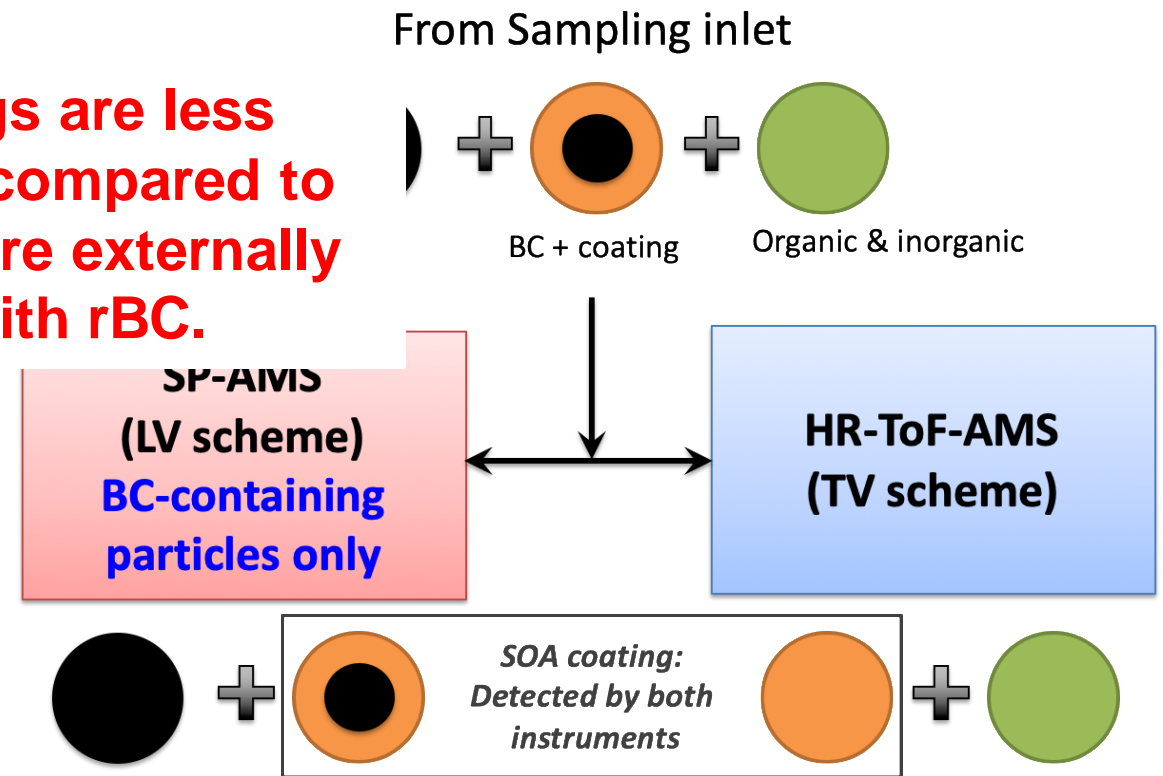 From Sampling inlet
gs are less
compared to
re externally
ith rBC.
BC + coating
Organic & inorganic
SP-AMS
(LV scheme)
BC-containing
particles only
HR-ToF-AMS
(TV scheme)
SOA coating:
Detected by both
instruments